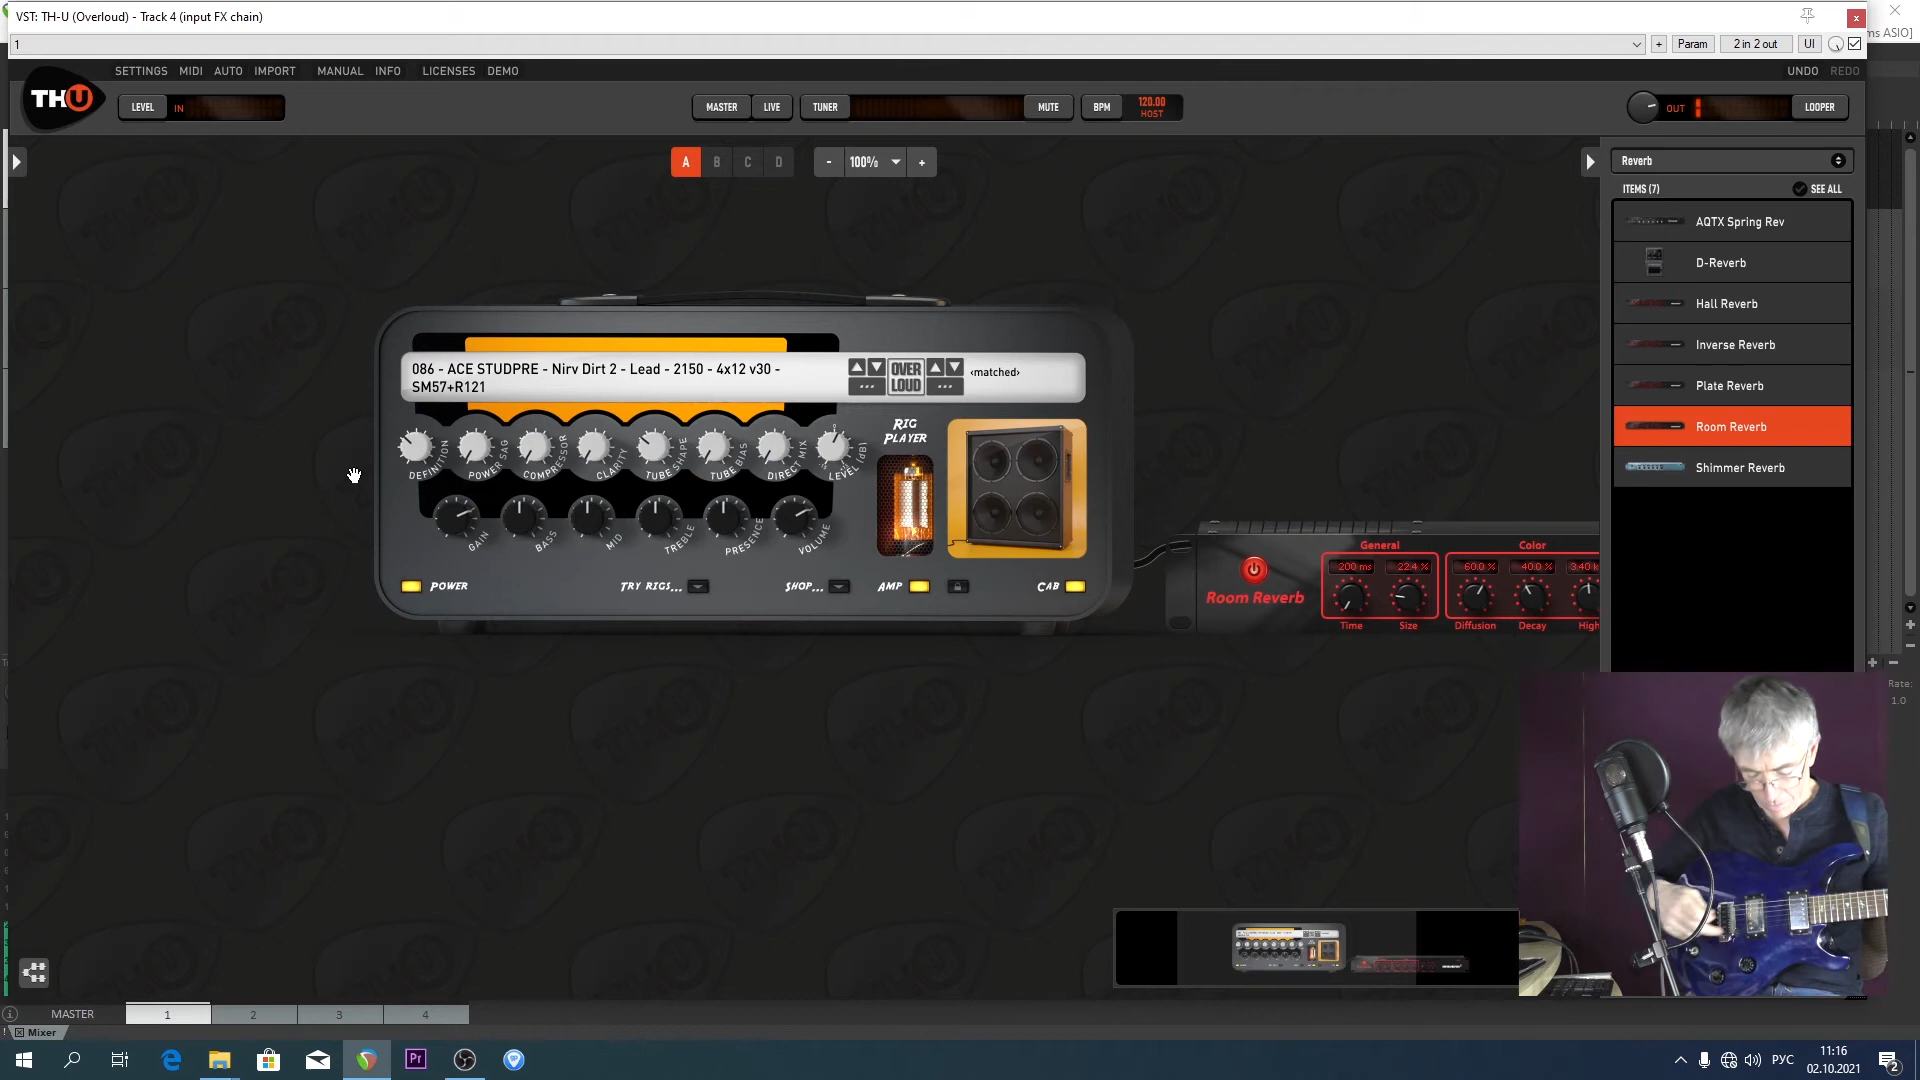 VST: TH-U (Overloud) - Track 4 (input FX chain)
ms ASIO]
1
+ Param 2 in 2 out UI
SETTINGS MIDI AUTO IMPORT MANUAL INFO LICENSES DEMO
UNDO REDO
THU
LEVEL IN
MASTER LIVE TUNER MUTE BPM 120.00
HOST
OUT LOOPER
A B C D - 100% +
Reverb
ITEMS (7) SEE ALL
AQTX Spring Rev
D-Reverb
Hall Reverb
Inverse Reverb
Plate Reverb
Room Reverb
Shimmer Reverb
086 - ACE STUDPRE - Nirv Dirt 2 - Lead - 2150 - 4x12 v30 -
SM57+R121
OVER
LOUD
<matched>
RIG
PLAYER
DEFINITION POWER SAG COMPRESSOR CLARITY TUBE SHAPE TUBE BIAS DIRECT MIX LEVEL (dB)
GAIN BASS MID TREBLE PRESENCE VOLUME
POWER TRY RIGS... SHOP... AMP CAB
General Color
200 ms 22.4 % 60.0 % 40.0 % 3.40 k
Room Reverb
Time Size Diffusion Decay High
Rate:
1.0
MASTER 1 2 3 4
Mixer
Pr
РУС
11:16
02.10.2021
2